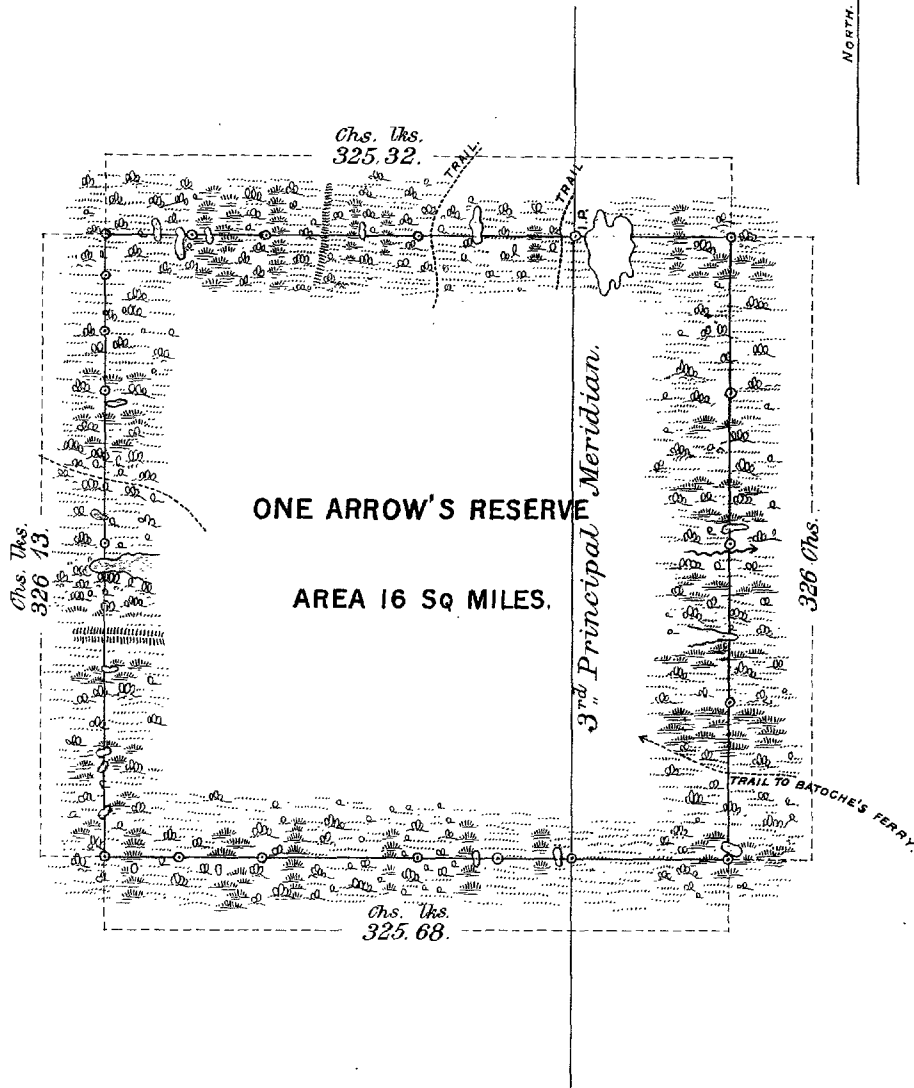 NORTH.
Chs. lks.
325,32.
TRAIL.
TRAIL
I.P.
3rd Principal Meridian.
ONE ARROW'S RESERVE
AREA 16 SQ MILES.
Chs. lks.
326 13.
326 Chs.
TRAIL TO BATOCHE'S FERRY.
Chs. lks.
325.68.